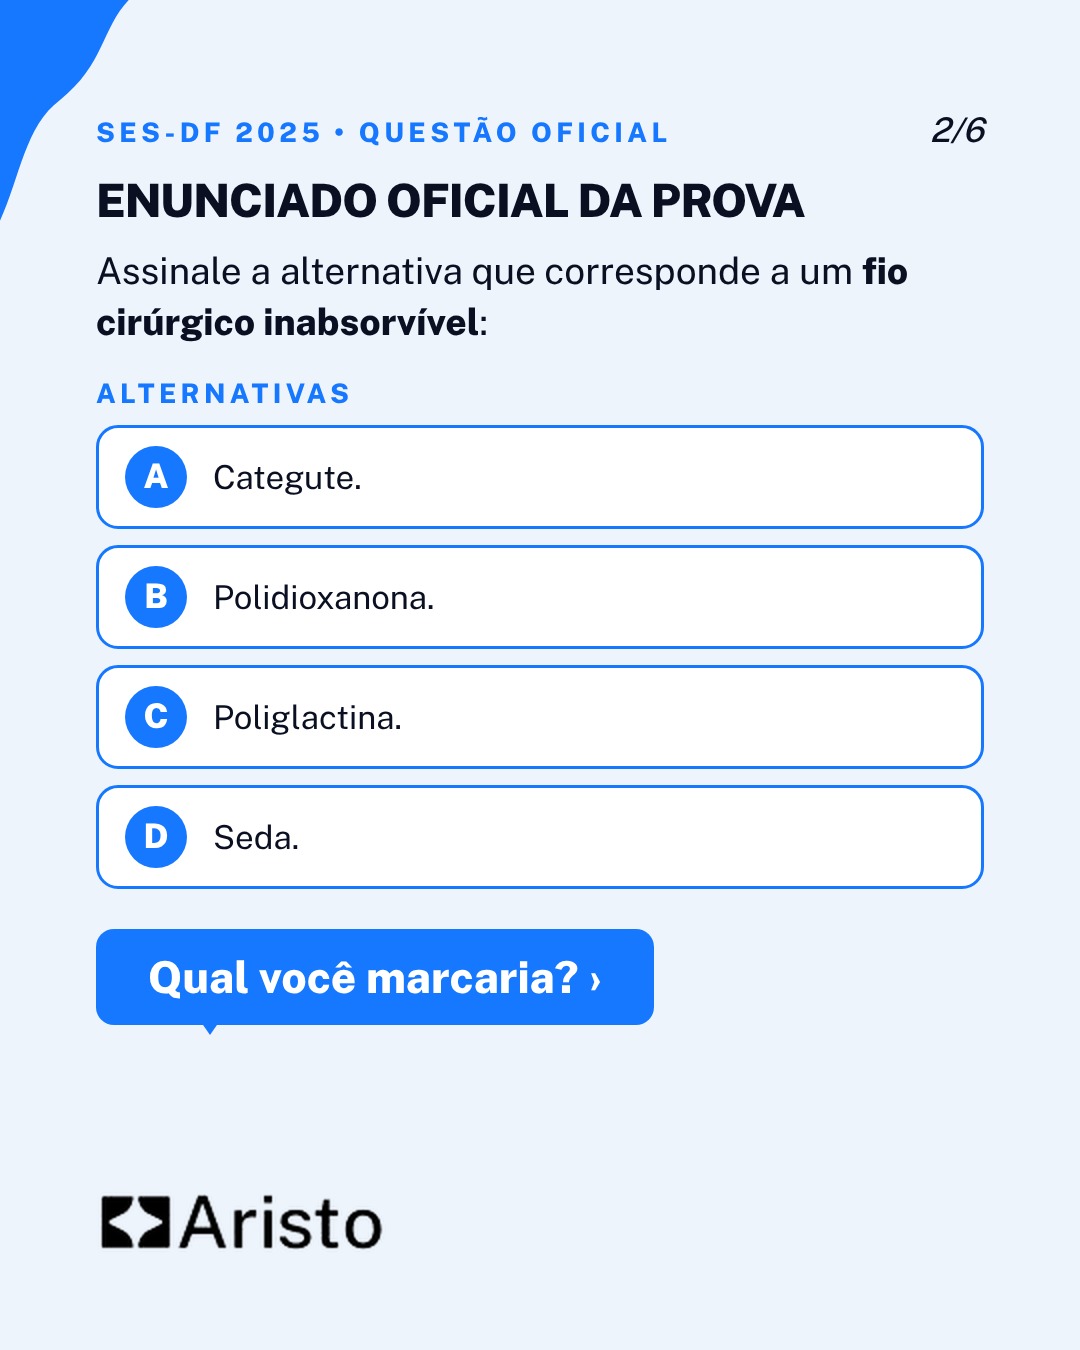 SES-DF 2025 • QUESTÃO OFICIAL
2/6
ENUNCIADO OFICIAL DA PROVA
Assinale a alternativa que corresponde a um fio
cirúrgico inabsorvível:
ALTERNATIVAS
A Categute.
B Polidioxanona.
C Poliglactina.
D Seda.
Qual você marcaria? ›
Aristo